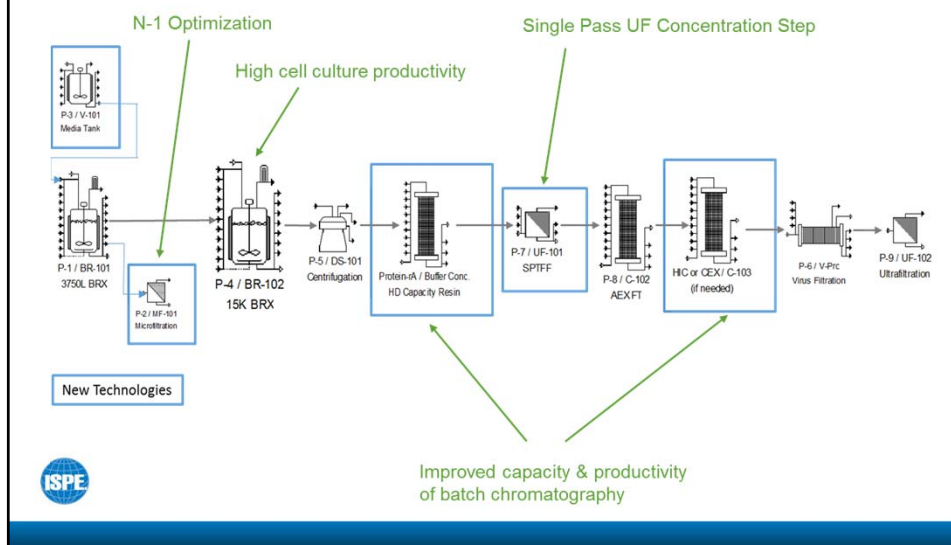 N-1 Optimization
Single Pass UF Concentration Step
High cell culture productivity
P-3 / V-101
Media Tank
P-1 / BR-101
3750L BRX
P-2 / MF-101
Microfiltration
P-4 / BR-102
15K BRX
P-5 / DS-101
Centrifugation
Protein-rA / Buffer Conc.
HD Capacity Resin
P-7 / UF-101
SPTFF
P-8 / C-102
AEX FT
HIC or CEX / C-103
(if needed)
P-6 / V-Prc
Virus Filtration
P-9 / UF-102
Ultrafiltration
New Technologies
Improved capacity & productivity
of batch chromatography
ISPE